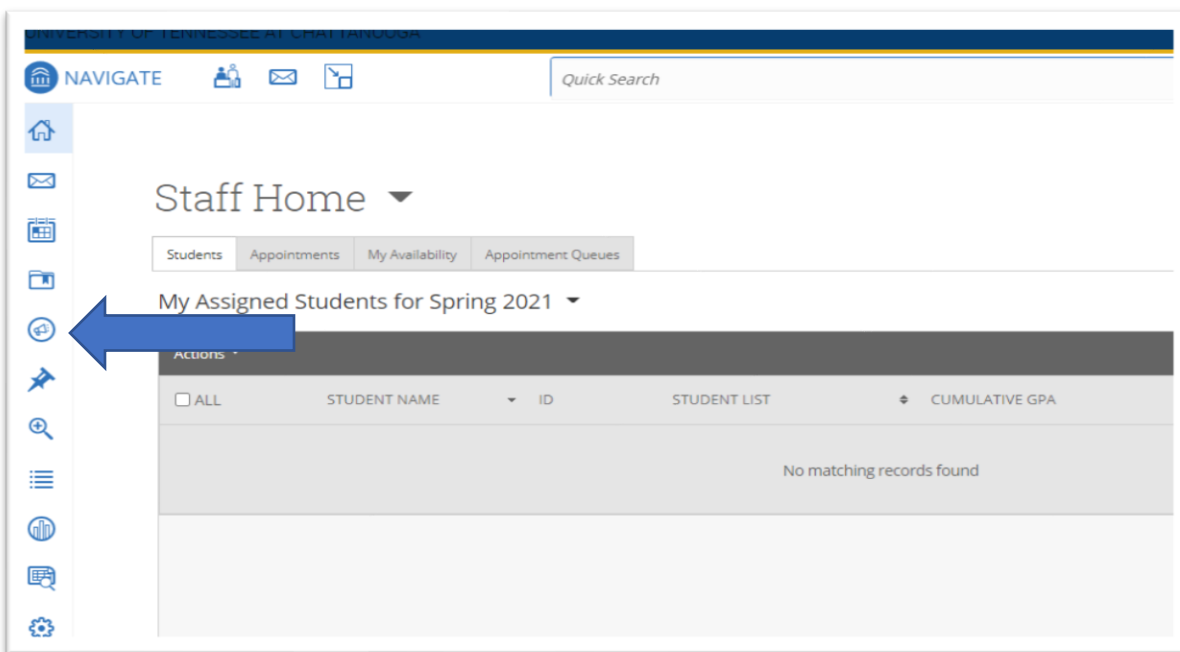 UNIVERSITY OF TENNESSEE AT CHATTANOOGA
NAVIGATE
Quick Search
Staff Home
Students Appointments My Availability Appointment Queues
My Assigned Students for Spring 2021
Actions
ALL STUDENT NAME ID STUDENT LIST CUMULATIVE GPA
No matching records found